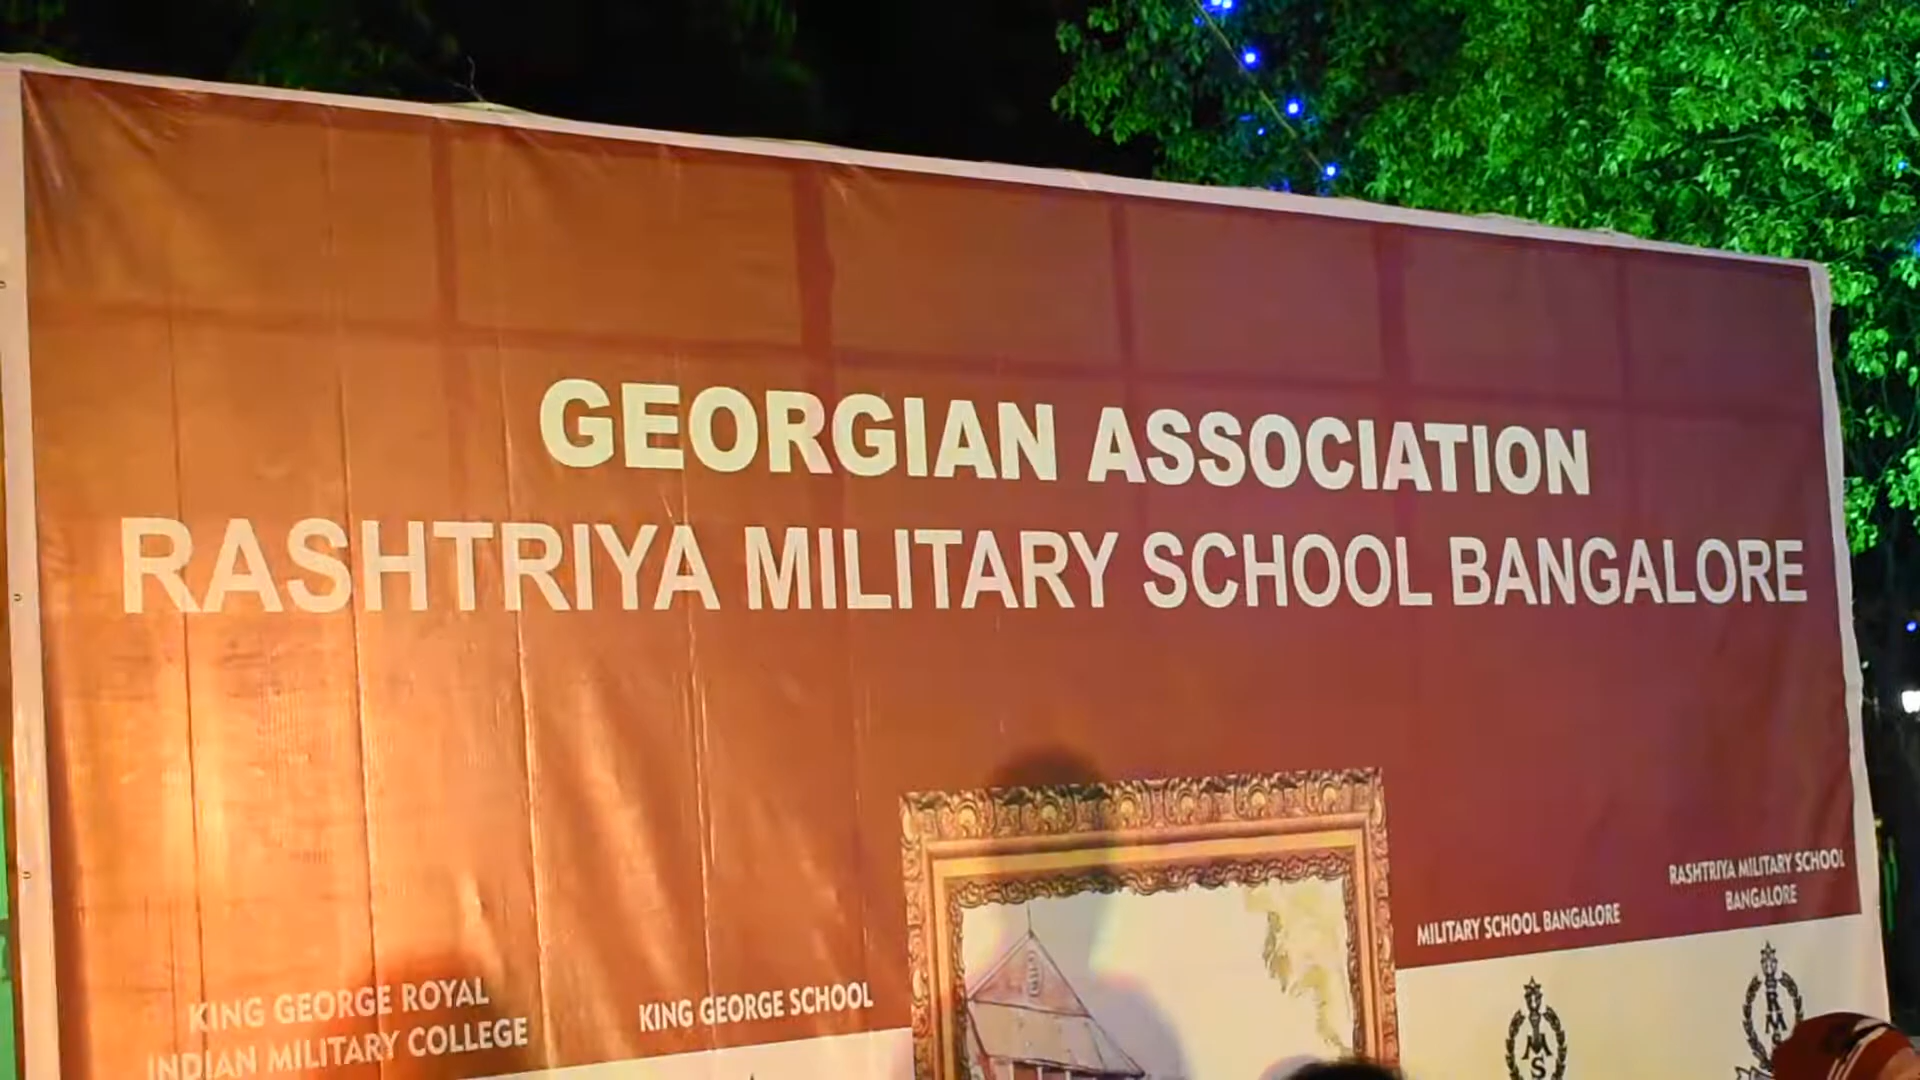 GEORGIAN ASSOCIATION
RASHTRIYA MILITARY SCHOOL BANGALORE
KING GEORGE ROYAL
INDIAN MILITARY COLLEGE
KING GEORGE SCHOOL
MILITARY SCHOOL BANGALORE
RASHTRIYA MILITARY SCHOOL
BANGALORE
M
S
R
M
S